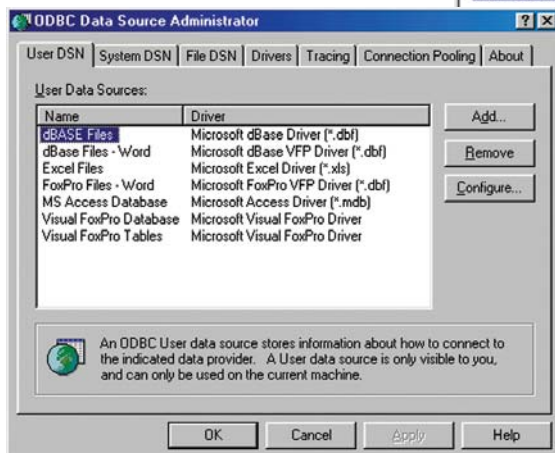 ODBC Data Source Administrator
User DSN System DSN File DSN Drivers Tracing Connection Pooling About
User Data Sources:
Name Driver
dBASE Files Microsoft dBase Driver (*.dbf)
dBase Files - Word Microsoft dBase VFP Driver (*.dbf)
Excel Files Microsoft Excel Driver (*.xls)
FoxPro Files - Word Microsoft FoxPro VFP Driver (*.dbf)
MS Access Database Microsoft Access Driver (*.mdb)
Visual FoxPro Database Microsoft Visual FoxPro Driver
Visual FoxPro Tables Microsoft Visual FoxPro Driver
Add...
Remove
Configure...
An ODBC User data source stores information about how to connect to
the indicated data provider. A User data source is only visible to you,
and can only be used on the current machine.
OK Cancel Apply Help